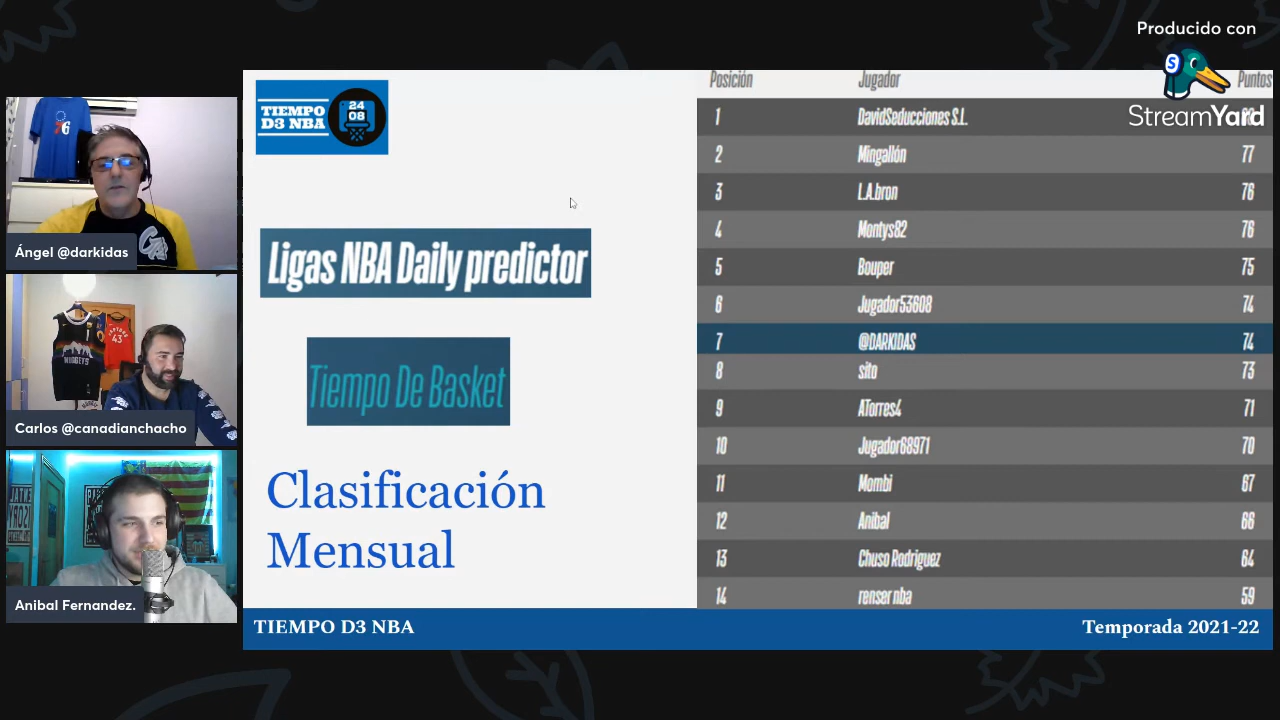 Producido con
StreamYard
Ángel @darkidas
Carlos @canadianchacho
Anibal Fernandez.
76
NUGGETS
43
TIEMPO
D3 NBA
24
08
Ligas NBA Daily predictor
Tiempo De Basket
Clasificación
Mensual
Posición Jugador Puntos
1 DavidSeducciones S.L.
2 Mingallón 77
3 L.A.bron 76
4 Montys82 76
5 Bouper 75
6 Jugador53608 74
7 @DARKIDAS 74
8 sito 73
9 ATorres4 71
10 Jugador68971 70
11 Mombi 67
12 Anibal 66
13 Chuso Rodriguez 64
14 renser nba 59
TIEMPO D3 NBA
Temporada 2021-22